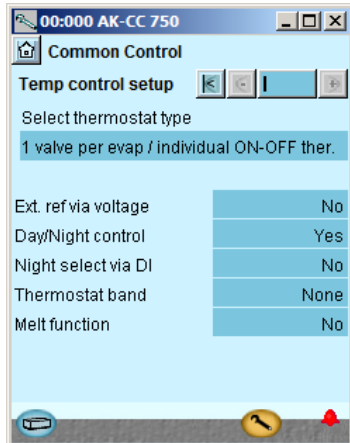 00:000 AK-CC 750
Common Control
Temp control setup
Select thermostat type
1 valve per evap / individual ON-OFF ther.
Ext. ref via voltage No
Day/Night control Yes
Night select via DI No
Thermostat band None
Melt function No